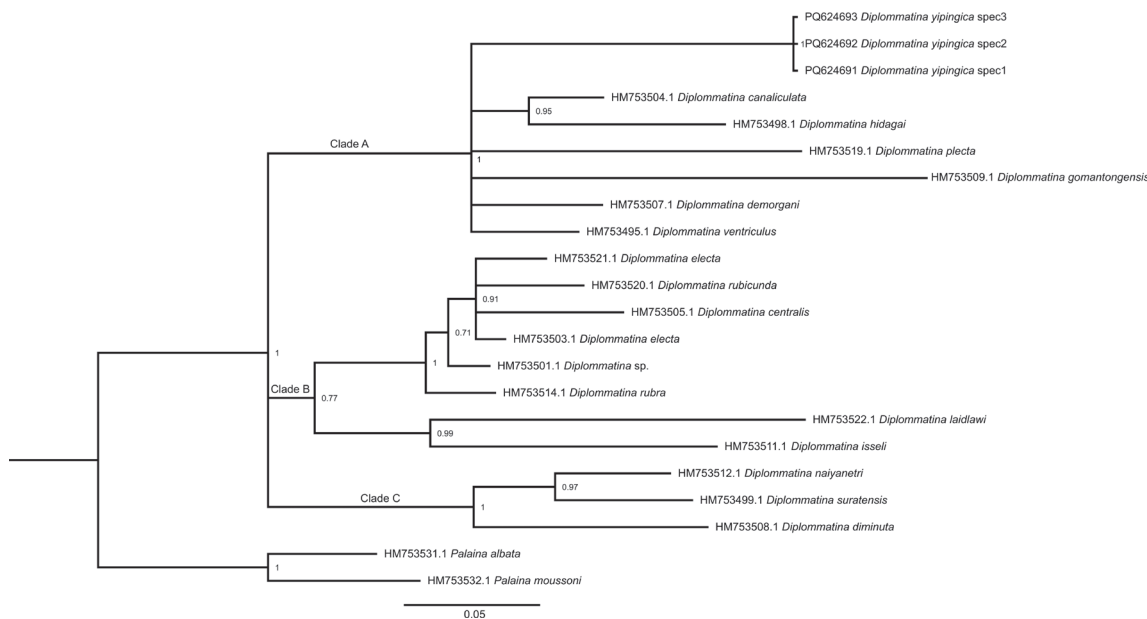 PQ624693 Diplommatina yipingica spec3
1
PQ624692 Diplommatina yipingica spec2
PQ624691 Diplommatina yipingica spec1
HM753504.1 Diplommatina canaliculata
0.95
HM753498.1 Diplommatina hidagai
Clade A
HM753519.1 Diplommatina plecta
1
HM753509.1 Diplommatina gomantongensis
HM753507.1 Diplommatina demorgani
HM753495.1 Diplommatina ventriculus
HM753521.1 Diplommatina electa
HM753520.1 Diplommatina rubicunda
0.91
HM753505.1 Diplommatina centralis
0.71
HM753503.1 Diplommatina electa
1
1
HM753501.1 Diplommatina sp.
Clade B
HM753514.1 Diplommatina rubra
0.77
HM753522.1 Diplommatina laidlawi
0.99
HM753511.1 Diplommatina isseli
HM753512.1 Diplommatina naiyanetri
0.97
Clade C
HM753499.1 Diplommatina suratensis
1
HM753508.1 Diplommatina diminuta
HM753531.1 Palaina albata
1
HM753532.1 Palaina moussoni
0.05